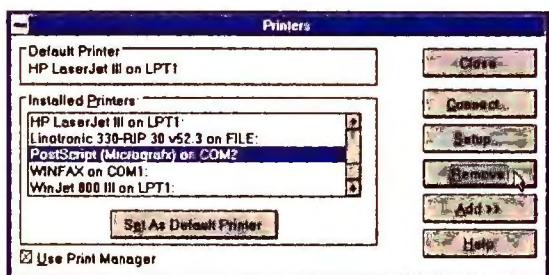 Printers
Default Printer
HP LaserJet III on LPT1
Close
Installed Printers:
HP LaserJet III on LPT1:
Linotronic 330-RIP 30 v52.3 on FILE:
PostScript (Micrografx) on COM2
WINFAX on COM1:
WinJet 800 III on LPT1:
Connect...
Setup...
Remove
Add >>
Help
Set As Default Printer
Use Print Manager